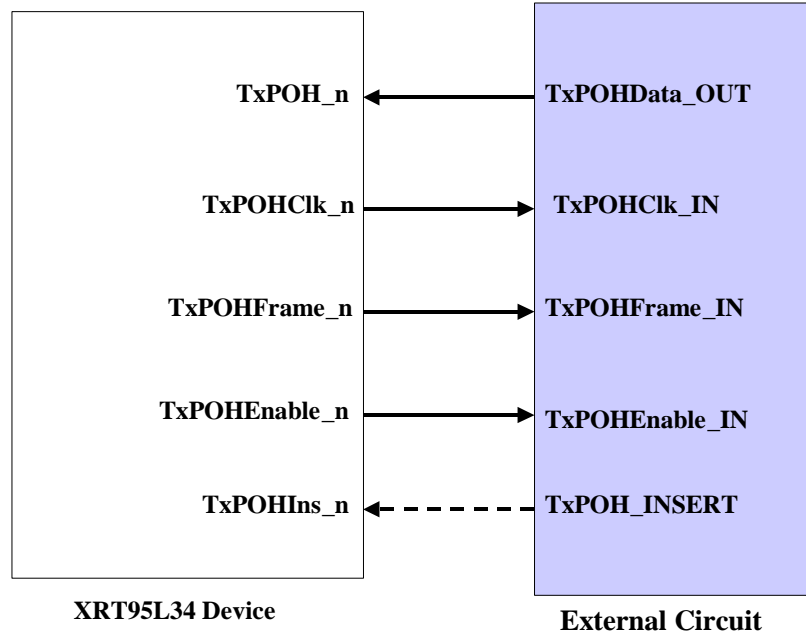 TxPOH_n TxPOHData_OUT
TxPOHClk_n TxPOHClk_IN
TxPOHFrame_n TxPOHFrame_IN
TxPOHEnable_n TxPOHEnable_IN
TxPOHIns_n TxPOH_INSERT
XRT95L34 Device
External Circuit